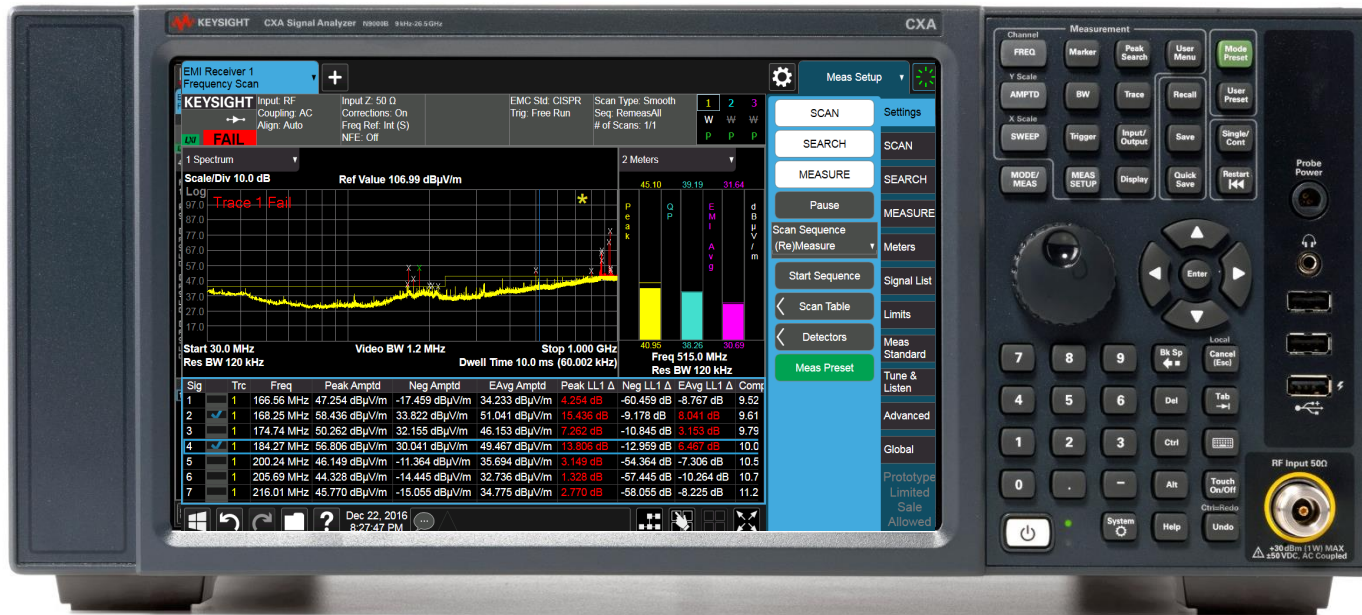 KEYSIGHT CXA Signal Analyzer N9000B 9 kHz-26.5 GHz
CXA
EMI Receiver 1
Frequency Scan
+
Meas Setup
KEYSIGHT
LXI
FAIL
Input: RF
Coupling: AC
Align: Auto
Input Z: 50 Ω
Corrections: On
Freq Ref: Int (S)
NFE: Off
EMC Std: CISPR
Trig: Free Run
Scan Type: Smooth
Seq: RemeasAll
# of Scans: 1/1
1 2 3
W W W
P P P
1 Spectrum
Scale/Div 10.0 dB
Ref Value 106.99 dBµV/m
Log
Trace 1 Fail
97.0
87.0
77.0
67.0
57.0
47.0
37.0
27.0
17.0
Start 30.0 MHz
Video BW 1.2 MHz
Stop 1.000 GHz
Res BW 120 kHz
Dwell Time 10.0 ms (60.002 kHz)
2 Meters
45.10 39.19 31.64
Peak
QP
EMI Avg
dBµV/m
40.95 38.26 30.69
Freq 515.0 MHz
Res BW 120 kHz
Sig Trc Freq Peak Amptd Neg Amptd EAvg Amptd Peak LL1 Δ Neg LL1 Δ EAvg LL1 Δ Comp
1 1 166.56 MHz 47.254 dBµV/m -17.459 dBµV/m 34.233 dBµV/m 4.254 dB -60.459 dB -8.767 dB 9.52
2 1 168.25 MHz 58.436 dBµV/m 33.822 dBµV/m 51.041 dBµV/m 15.436 dB -9.178 dB 8.041 dB 9.61
3 1 174.74 MHz 50.262 dBµV/m 32.155 dBµV/m 46.153 dBµV/m 7.262 dB -10.845 dB 3.153 dB 9.79
4 1 184.27 MHz 56.806 dBµV/m 30.041 dBµV/m 49.467 dBµV/m 13.806 dB -12.959 dB 6.467 dB 10.0
5 1 200.24 MHz 46.149 dBµV/m -11.364 dBµV/m 35.694 dBµV/m 3.149 dB -54.364 dB -7.306 dB 10.5
6 1 205.69 MHz 44.328 dBµV/m -14.445 dBµV/m 32.736 dBµV/m 1.328 dB -57.445 dB -10.264 dB 10.7
7 1 216.01 MHz 45.770 dBµV/m -15.055 dBµV/m 34.775 dBµV/m 2.770 dB -58.055 dB -8.225 dB 11.2
?
Dec 22, 2016
8:27:47 PM
SCAN
SEARCH
MEASURE
Pause
Scan Sequence
(Re)Measure
Start Sequence
Scan Table
Detectors
Meas Preset
Settings
SCAN
SEARCH
MEASURE
Meters
Signal List
Limits
Meas
Standard
Tune &
Listen
Advanced
Global
Prototype
Limited
Sale
Allowed
Channel
Measurement
FREQ
Marker
Peak
Search
User
Menu
Mode
Preset
Y Scale
AMPTD
BW
Trace
Recall
User
Preset
X Scale
SWEEP
Trigger
Input/
Output
Save
Single/
Cont
MODE/
MEAS
MEAS
SETUP
Display
Quick
Save
Restart
Enter
Local
7 8 9
Bk Sp
Cancel
(Esc)
4 5 6
Del
Tab
1 2 3
Ctrl
0 . −
Alt
Touch
On/Off
Ctrl=Redo
System
Help
Undo
Probe
Power
RF Input 50Ω
+30 dBm (1W) MAX
±50 VDC, AC Coupled